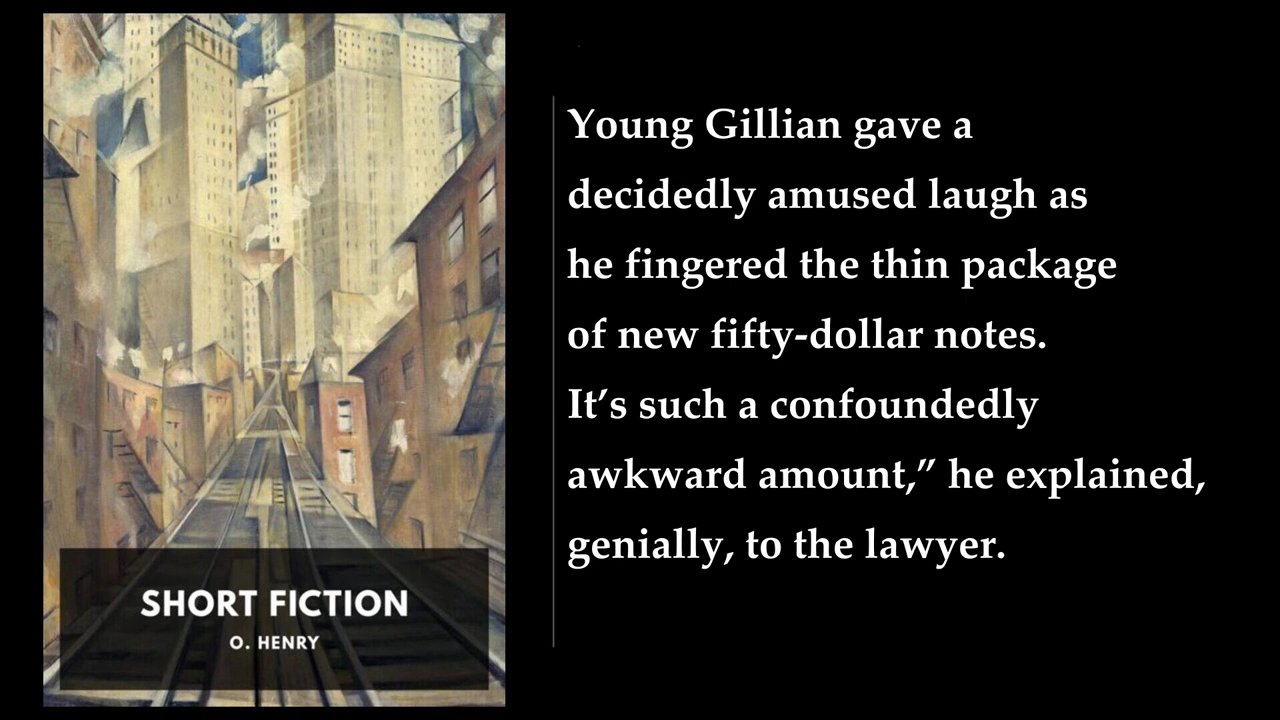 SHORT FICTION
O. HENRY
Young Gillian gave a
decidedly amused laugh as
he fingered the thin package
of new fifty-dollar notes.
It’s such a confoundedly
awkward amount,” he explained,
genially, to the lawyer.